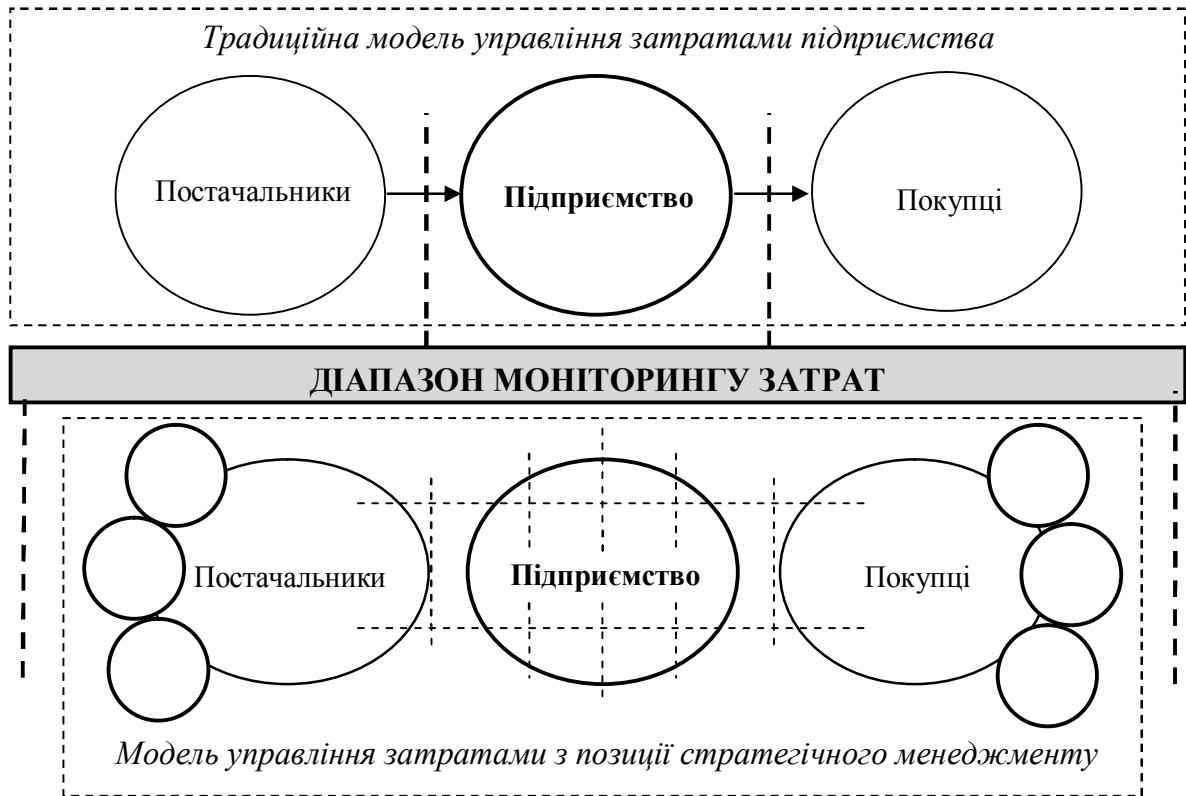 Традиційна модель управління затратами підприємства
Постачальники
Підприємство
Покупці
ДІАПАЗОН МОНІТОРИНГУ ЗАТРАТ
Постачальники
Підприємство
Покупці
Модель управління затратами з позиції стратегічного менеджменту